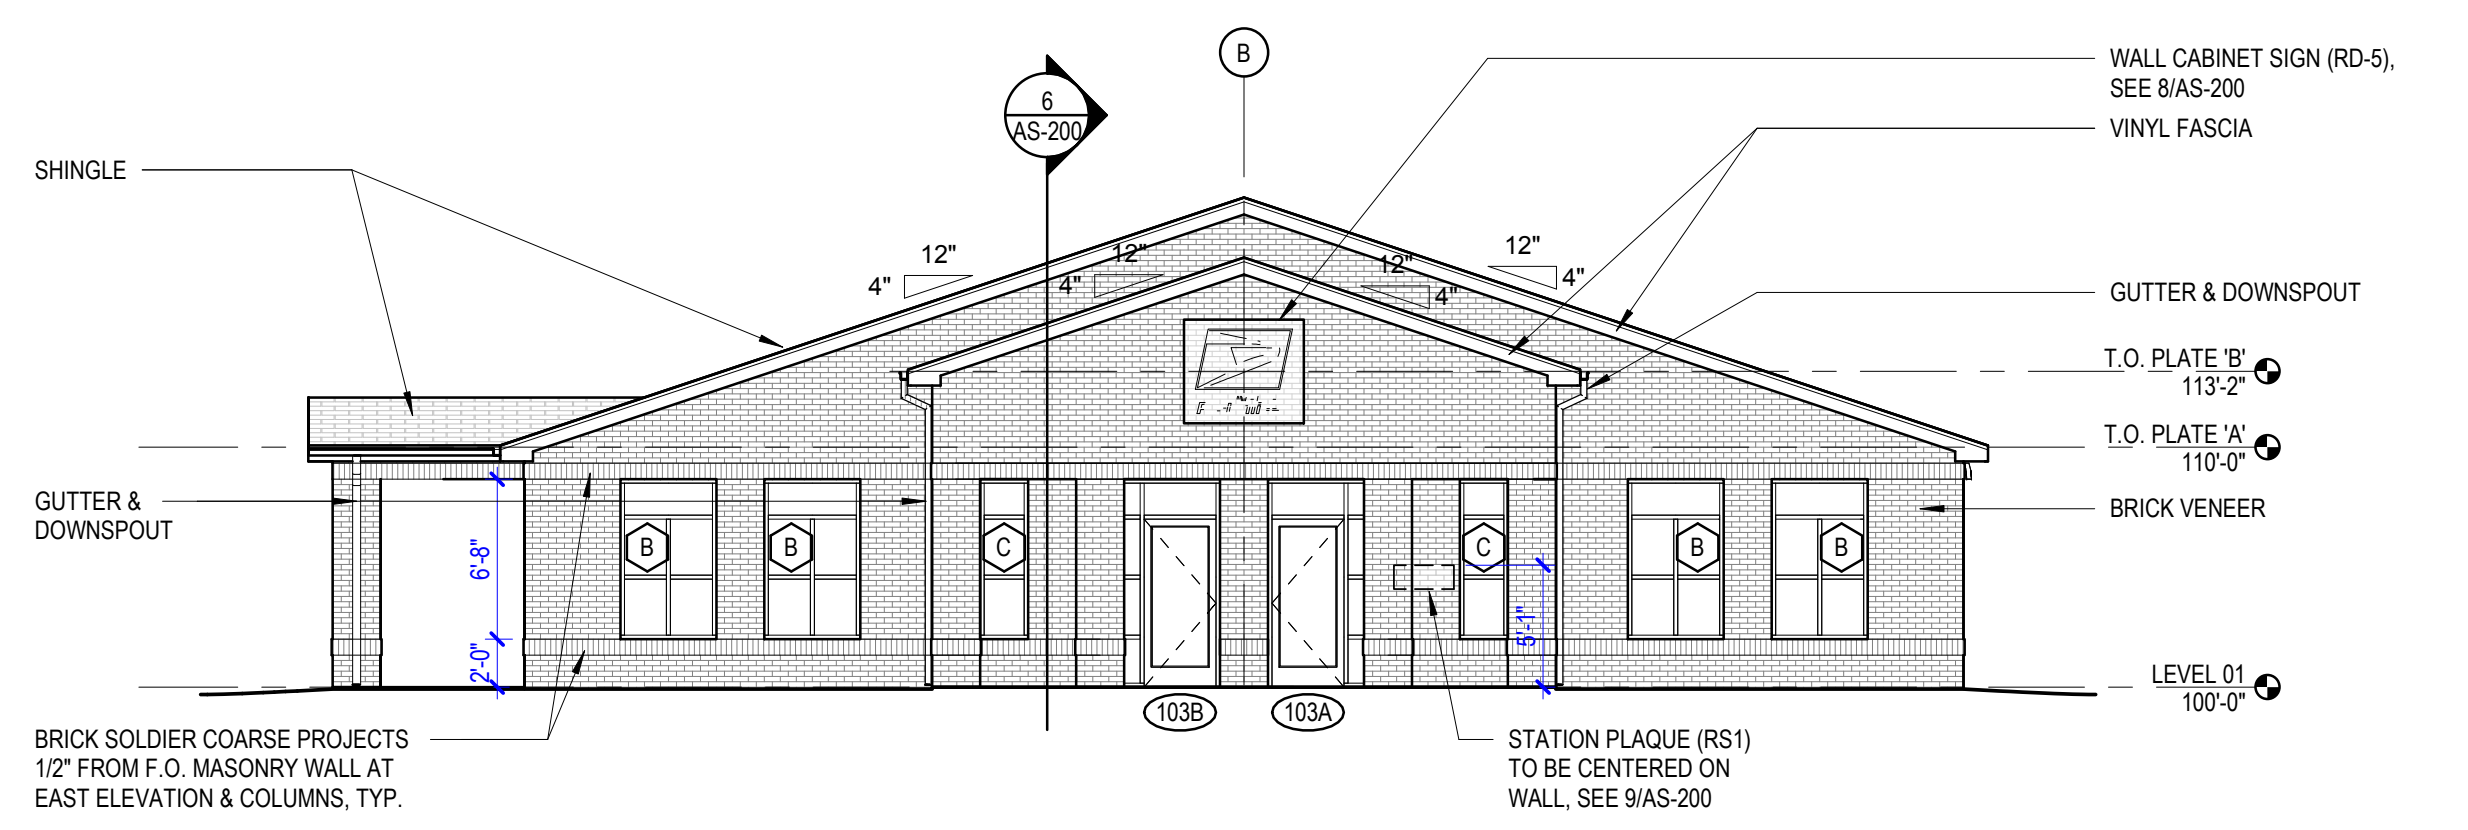 B
6
AS-200
WALL CABINET SIGN (RD-5),
SEE 8/AS-200
VINYL FASCIA
SHINGLE
12"
4"
12"
4"
12"
4"
12"
4"
GUTTER & DOWNSPOUT
T.O. PLATE 'B'
113'-2"
T.O. PLATE 'A'
110'-0"
GUTTER &
DOWNSPOUT
BRICK VENEER
6'-8"
B
B
C
C
B
B
5'-1"
2'-0"
LEVEL 01
100'-0"
103B
103A
BRICK SOLDIER COARSE PROJECTS
1/2" FROM F.O. MASONRY WALL AT
EAST ELEVATION & COLUMNS, TYP.
STATION PLAQUE (RS1)
TO BE CENTERED ON
WALL, SEE 9/AS-200